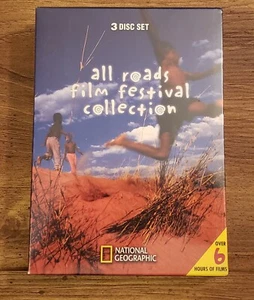 3 DISC SET
all roads
film festival
collection
NATIONAL
GEOGRAPHIC
OVER
6
HOURS OF FILMS